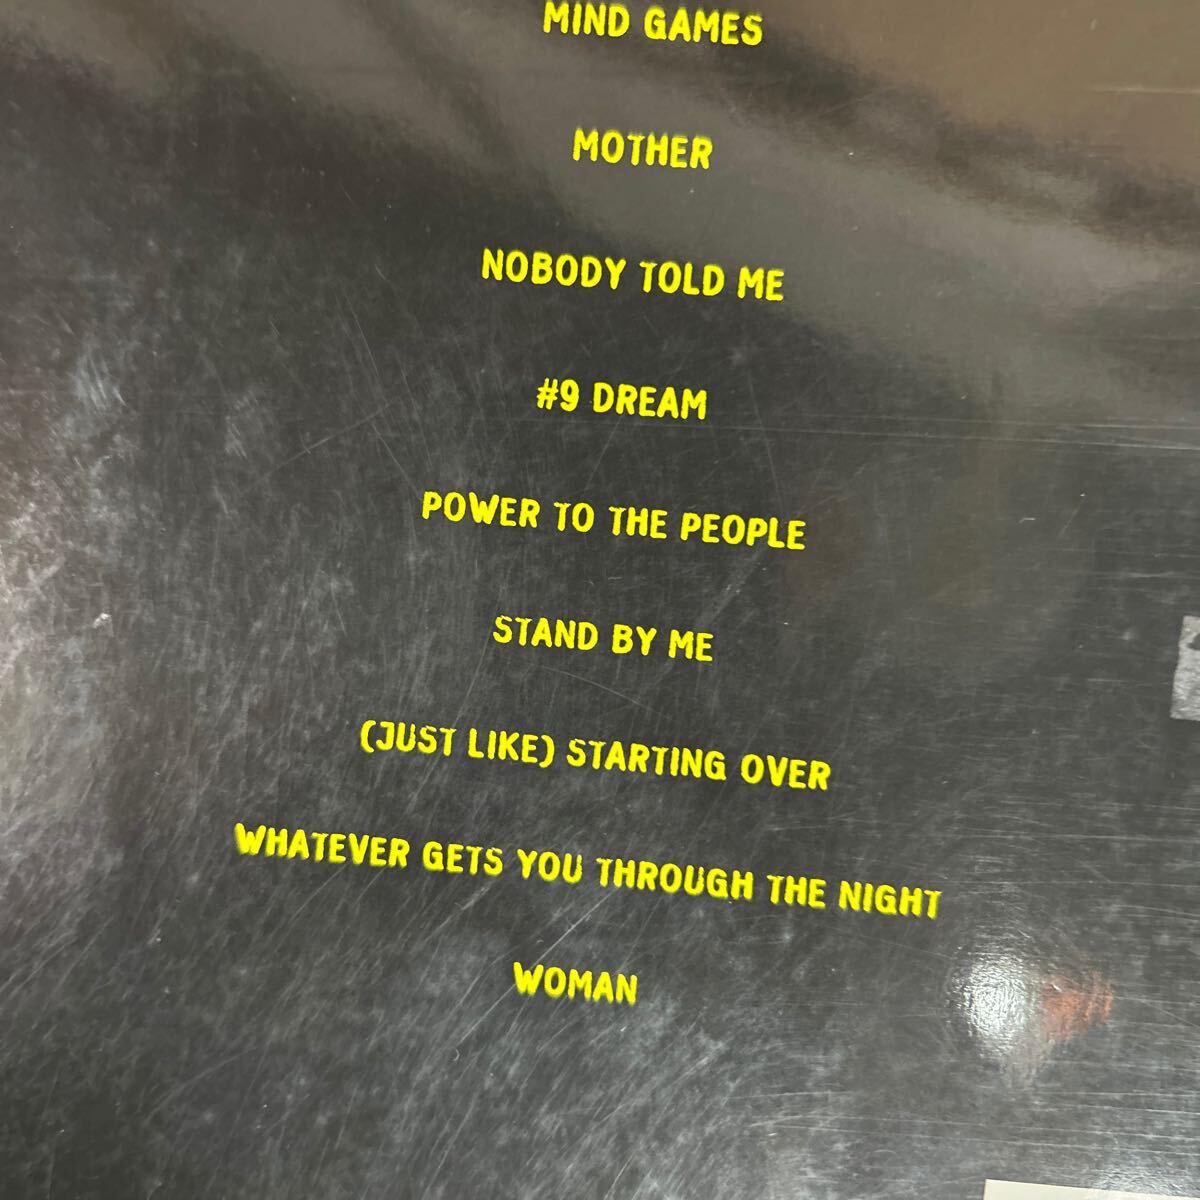 MIND GAMES
MOTHER
NOBODY TOLD ME
#9 DREAM
POWER TO THE PEOPLE
STAND BY ME
(JUST LIKE) STARTING OVER
WHATEVER GETS YOU THROUGH THE NIGHT
WOMAN